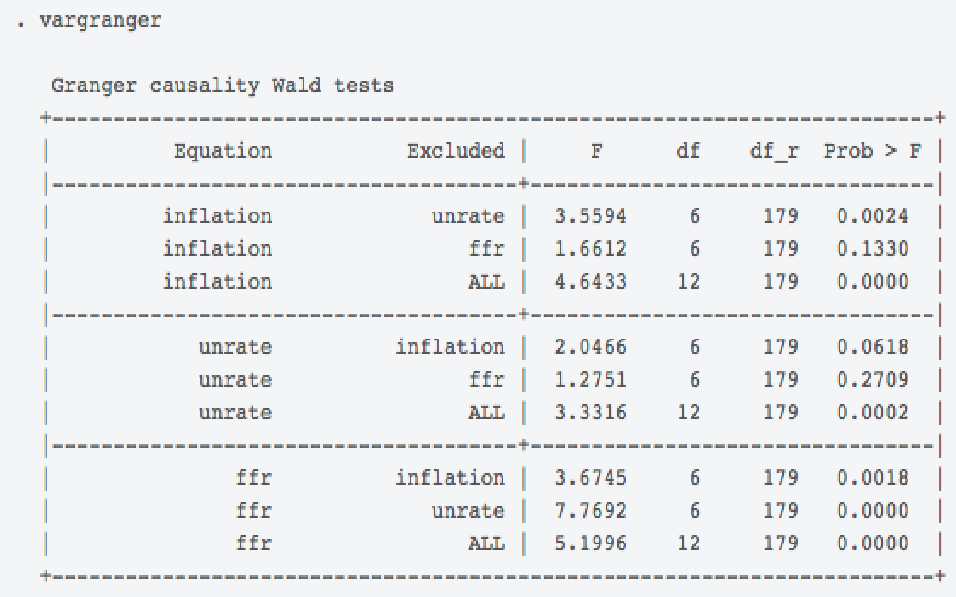 . vargranger
Granger causality Wald tests
Equation Excluded F df df_r Prob > F
inflation unrate 3.5594 6 179 0.0024
inflation ffr 1.6612 6 179 0.1330
inflation ALL 4.6433 12 179 0.0000
unrate inflation 2.0466 6 179 0.0618
unrate ffr 1.2751 6 179 0.2709
unrate ALL 3.3316 12 179 0.0002
ffr inflation 3.6745 6 179 0.0018
ffr unrate 7.7692 6 179 0.0000
ffr ALL 5.1996 12 179 0.0000